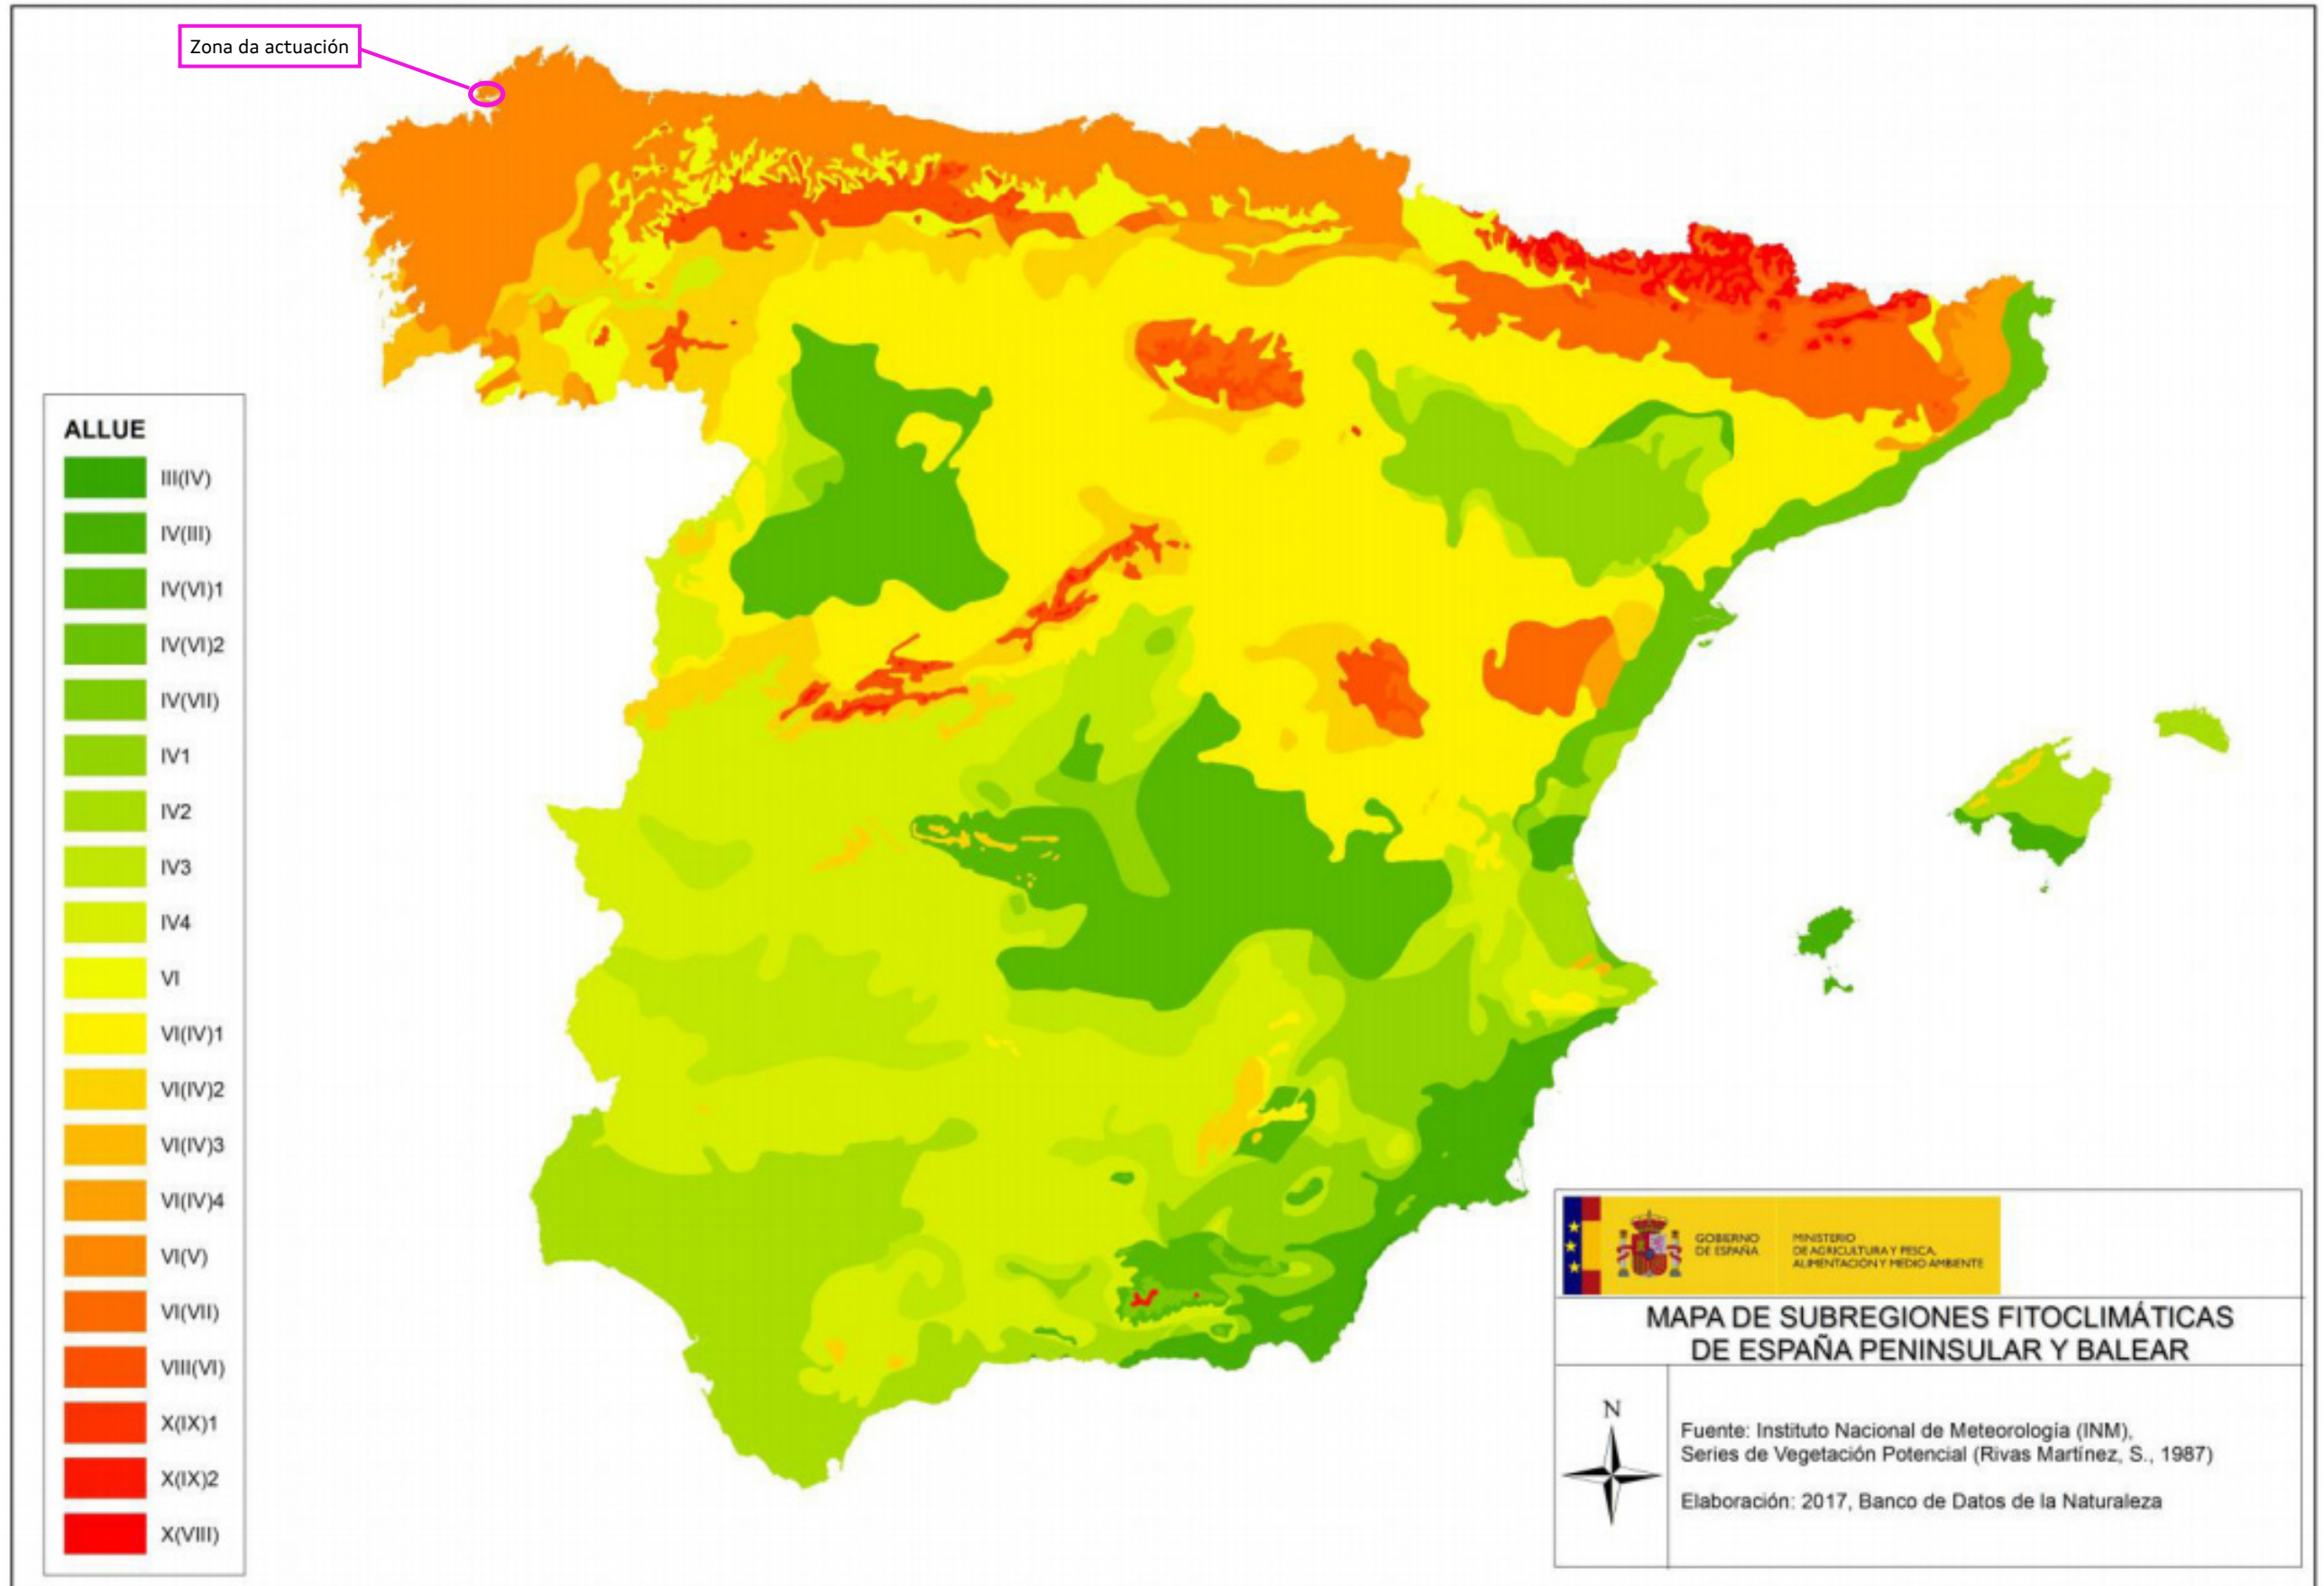 Zona da actuación
ALLUE
III(IV)
IV(III)
IV(VI)1
IV(VI)2
IV(VII)
IV1
IV2
IV3
IV4
VI
VI(IV)1
VI(IV)2
VI(IV)3
VI(IV)4
VI(V)
VI(VII)
VIII(VI)
X(IX)1
X(IX)2
X(VIII)
GOBIERNO
DE ESPAÑA
MINISTERIO
DE AGRICULTURA Y PESCA,
ALIMENTACIÓN Y MEDIO AMBIENTE
MAPA DE SUBREGIONES FITOCLIMÁTICAS
DE ESPAÑA PENINSULAR Y BALEAR
N
Fuente: Instituto Nacional de Meteorología (INM),
Series de Vegetación Potencial (Rivas Martínez, S., 1987)
Elaboración: 2017, Banco de Datos de la Naturaleza